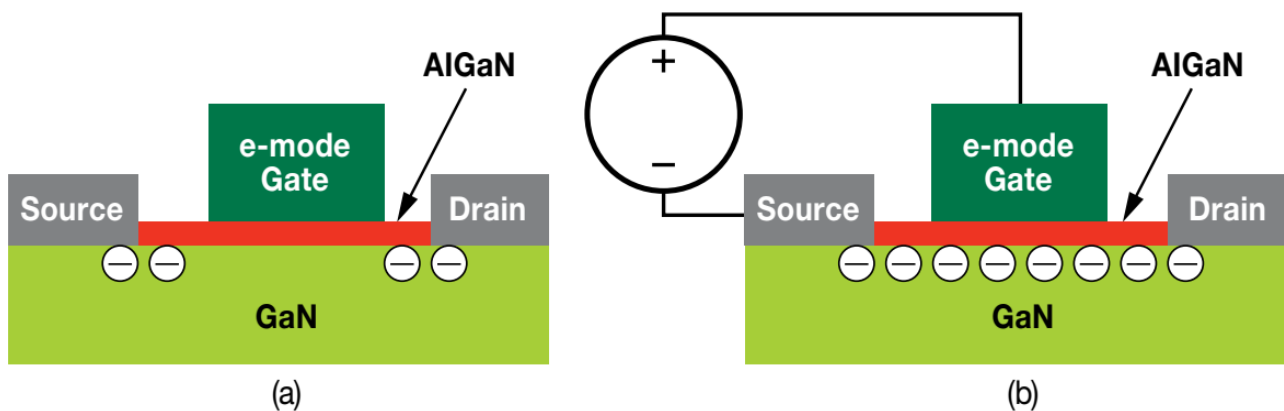 AlGaN
e-mode
Gate
Source
Drain
GaN
(a)
+
−
AlGaN
e-mode
Gate
Source
Drain
GaN
(b)